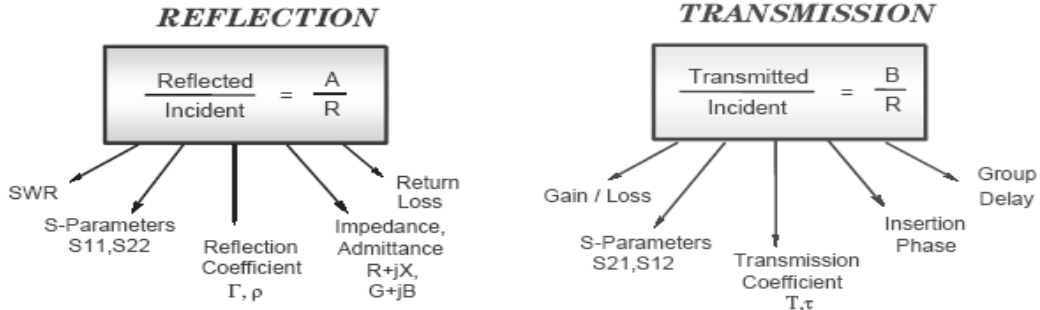 REFLECTION
Reflected
Incident
=
A
R
SWR
S-Parameters
S11,S22
Reflection
Coefficient
Γ, ρ
Impedance,
Admittance
R+jX,
G+jB
Return
Loss
TRANSMISSION
Transmitted
Incident
=
B
R
Gain / Loss
S-Parameters
S21,S12
Transmission
Coefficient
T,τ
Insertion
Phase
Group
Delay